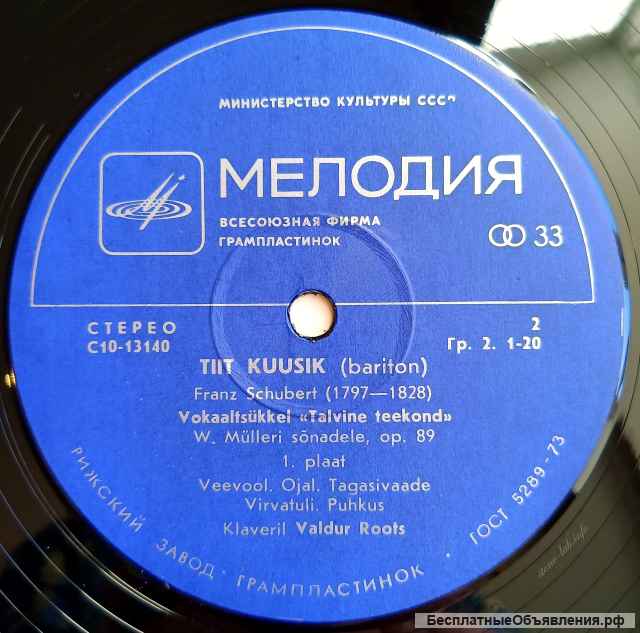 МИНИСТЕРСТВО КУЛЬТУРЫ СССР
МЕЛОДИЯ
ВСЕСОЮЗНАЯ ФИРМА
ГРАМПЛАСТИНОК
33
СТЕРЕО
С10-13140
2
Гр. 2. 1-20
TIIT KUUSIK (bariton)
Franz Schubert (1797—1828)
Vokaaltsükkel «Talvine teekond»
W. Mülleri sõnadele, op. 89
1. plaat
Veevool. Ojal. Tagasivaade
Virvatuli. Puhkus
Klaveril Valdur Roots
РИЖСКИЙ ЗАВОД · ГРАМПЛАСТИНОК · ГОСТ 5289-73
БесплатныеОбъявления.рф